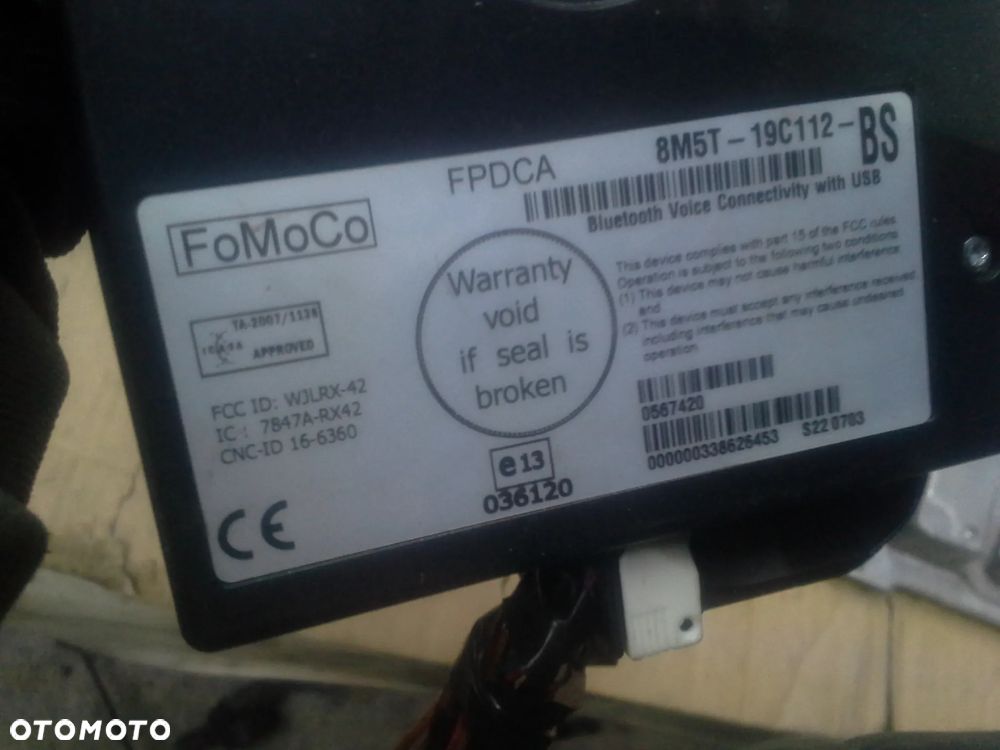 FPDCA
8M5T-19C112-BS
Bluetooth Voice Connectivity with USB
FoMoCo
This device complies with part 15 of the FCC rules.
Operation is subject to the following two conditions
(1) This device may not cause harmful interference,
and
(2) This device must accept any interference received
including interference that may cause undesired
operation.
Warranty
void
if seal is
broken
TA-2007/1138
APPROVED
FCC ID: WJLRX-42
IC : 7847A-RX42
CNC-ID 16-6360
0567420
000000338626453 S22 0703
e13
036120
CE
OTOMOTO